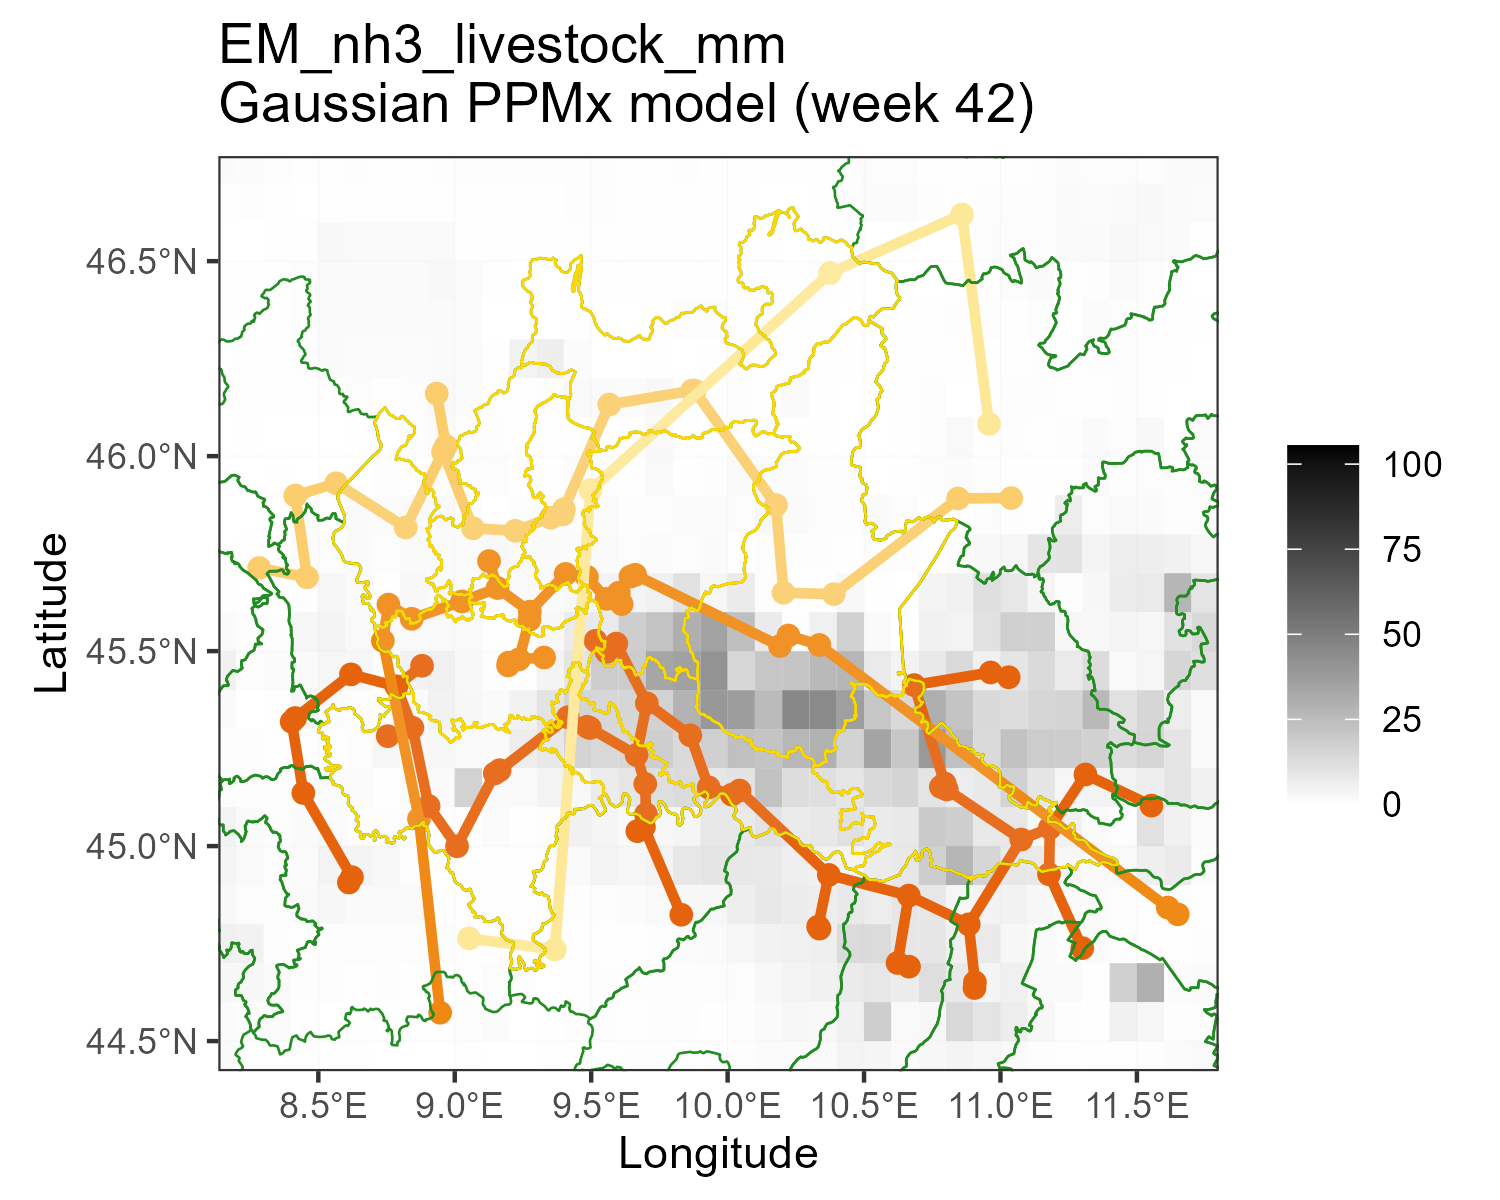 EM_nh3_livestock_mm
Gaussian PPMx model (week 42)
46.5°N
46.0°N
45.5°N
45.0°N
44.5°N
Latitude
8.5°E 9.0°E 9.5°E 10.0°E 10.5°E 11.0°E 11.5°E
Longitude
100
75
50
25
0